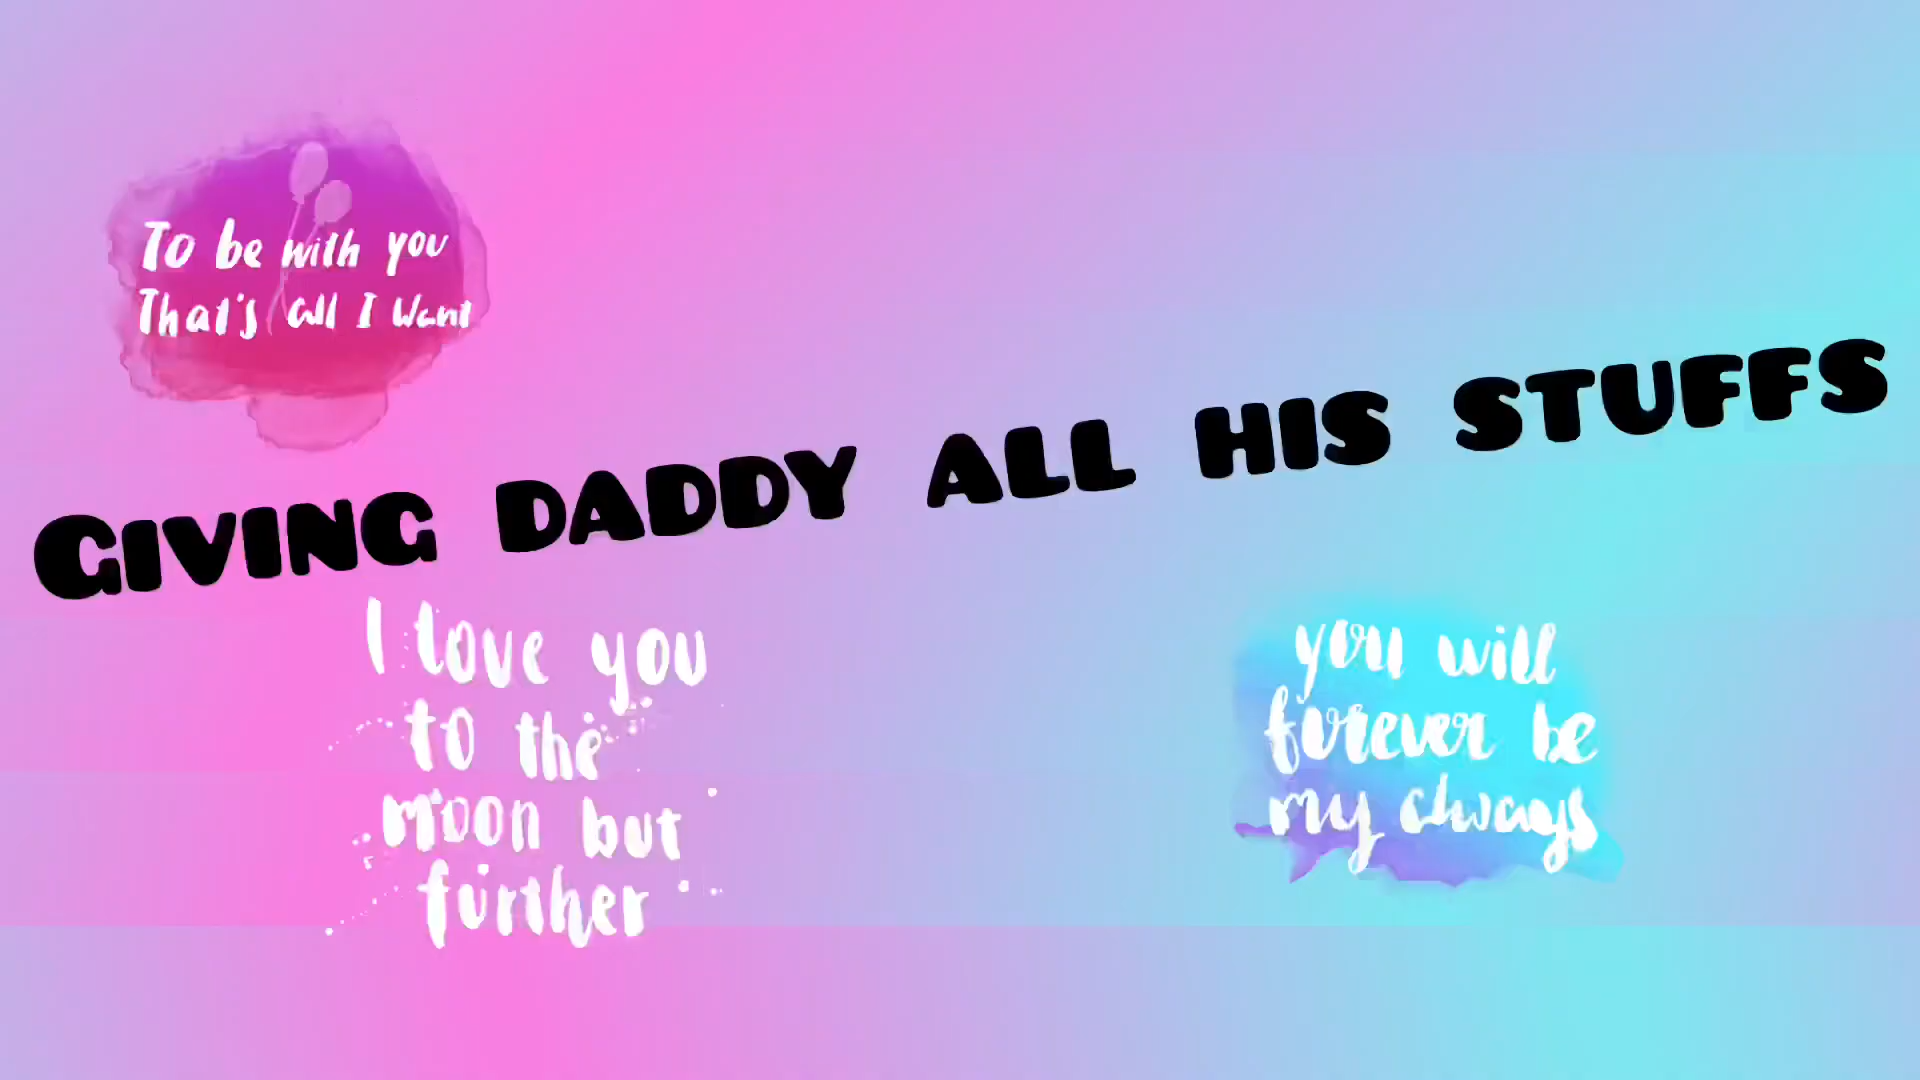 To be with you
That's all I Want
GIVING DADDY ALL HIS STUFFS
I love you
to the
moon but
further
you will
forever be
my always